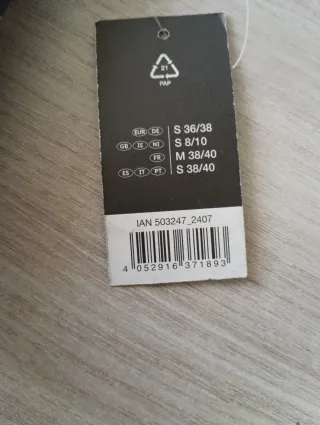 21
PAP
EUR DE S 36/38
GB IE NI S 8/10
FR M 38/40
ES IT PT S 38/40
IAN 503247_2407
4 052916 371893